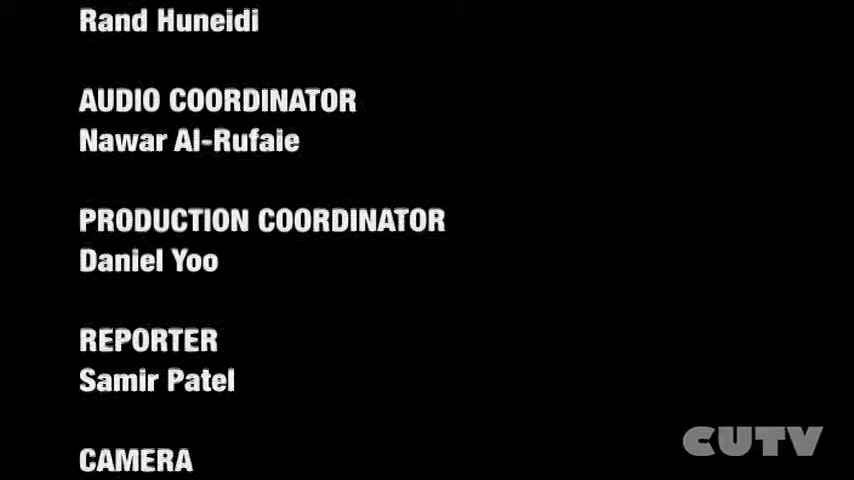 Rand Huneidi
AUDIO COORDINATOR
Nawar Al-Rufaie
PRODUCTION COORDINATOR
Daniel Yoo
REPORTER
Samir Patel
CAMERA
CUTV